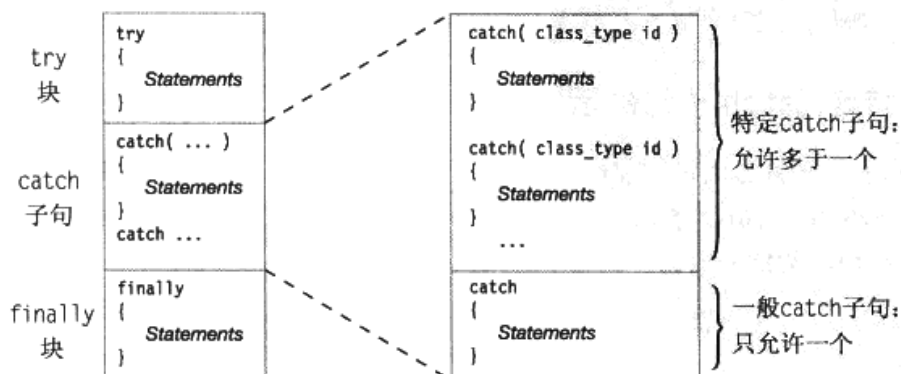 try
块
try
{
Statements
}
catch
子句
catch( ... )
{
Statements
}
catch ...
finally
块
finally
{
Statements
}
catch( class_type id )
{
Statements
}
catch( class_type id )
{
Statements
}
...
特定catch子句：
允许多于一个
catch
{
Statements
}
一般catch子句：
只允许一个